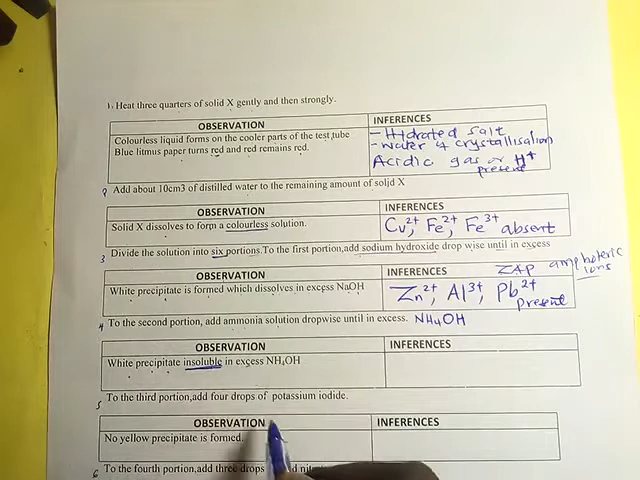 1. Heat three quarters of solid X gently and then strongly.
OBSERVATION INFERENCES
Colourless liquid forms on the cooler parts of the test tube - Hydrated salt
Blue litmus paper turns red and red remains red. - Water of crystallisation
Acidic gas or H+ present
2 Add about 10cm3 of distilled water to the remaining amount of solid X
OBSERVATION INFERENCES
Solid X dissolves to form a colourless solution. Cu2+, Fe2+, Fe3+ absent
3 Divide the solution into six portions. To the first portion,add sodium hydroxide drop wise until in excess
OBSERVATION INFERENCES ZAP amphoteric ions
White precipitate is formed which dissolves in excess NaOH Zn2+, Al3+, Pb2+ present
4 To the second portion, add ammonia solution dropwise until in excess. NH4OH
OBSERVATION INFERENCES
White precipitate insoluble in excess NH4OH
5 To the third portion,add four drops of potassium iodide.
OBSERVATION INFERENCES
No yellow precipitate is formed.
6 To the fourth portion,add three drops